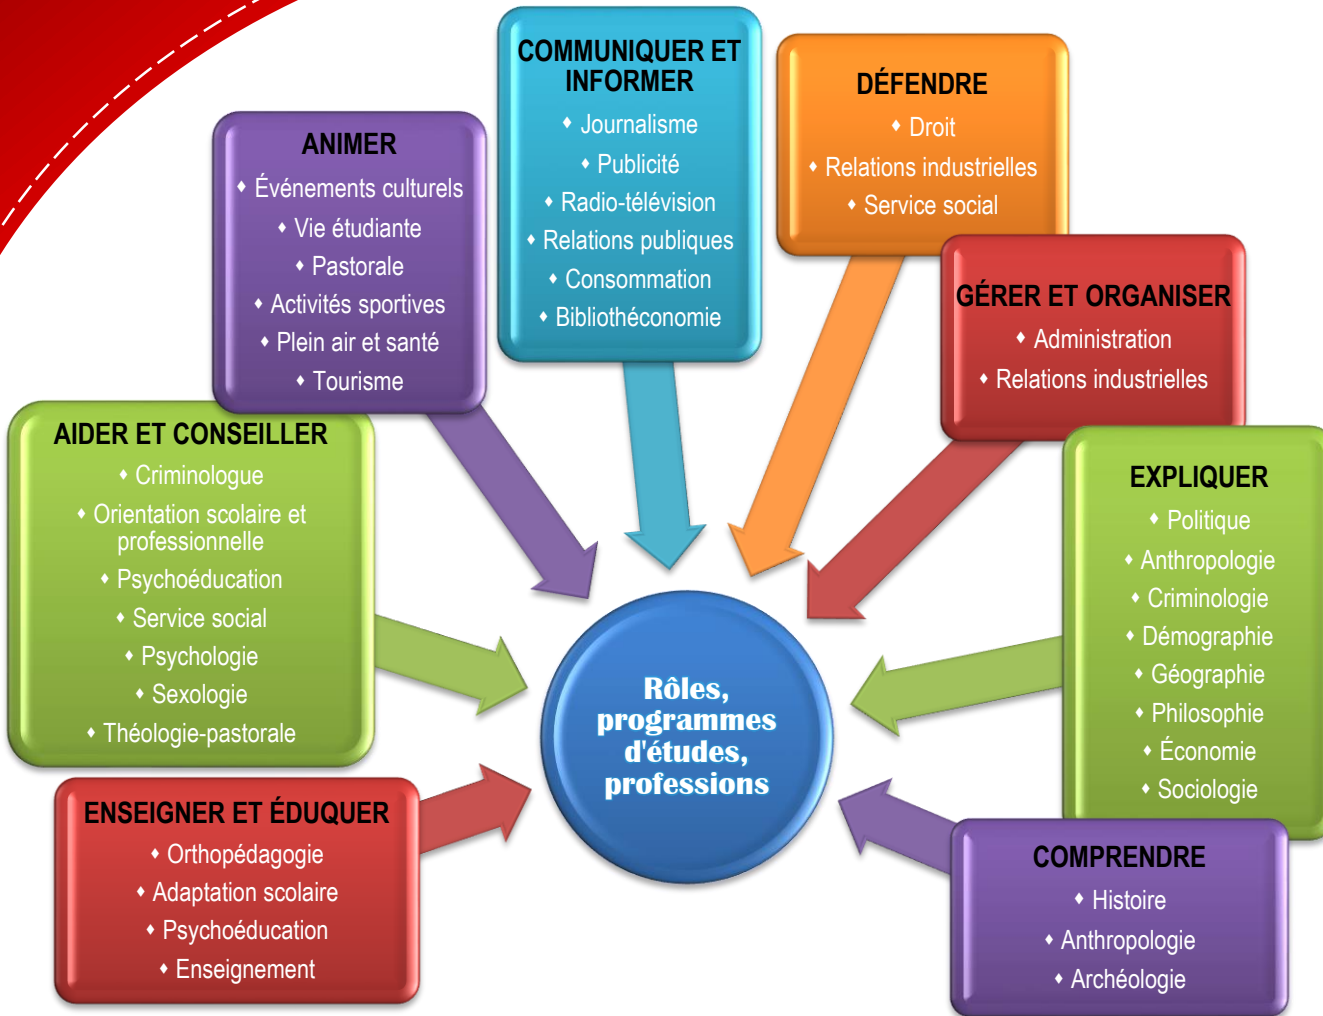 COMMUNIQUER ET
INFORMER
♦ Journalisme
♦ Publicité
♦ Radio-télévision
♦ Relations publiques
♦ Consommation
♦ Bibliothéconomie
DÉFENDRE
♦ Droit
♦ Relations industrielles
♦ Service social
ANIMER
♦ Événements culturels
♦ Vie étudiante
♦ Pastorale
♦ Activités sportives
♦ Plein air et santé
♦ Tourisme
GÉRER ET ORGANISER
♦ Administration
♦ Relations industrielles
AIDER ET CONSEILLER
♦ Criminologue
♦ Orientation scolaire et
professionnelle
♦ Psychoéducation
♦ Service social
♦ Psychologie
♦ Sexologie
♦ Théologie-pastorale
EXPLIQUER
♦ Politique
♦ Anthropologie
♦ Criminologie
♦ Démographie
♦ Géographie
♦ Philosophie
♦ Économie
♦ Sociologie
Rôles,
programmes
d'études,
professions
ENSEIGNER ET ÉDUQUER
♦ Orthopédagogie
♦ Adaptation scolaire
♦ Psychoéducation
♦ Enseignement
COMPRENDRE
♦ Histoire
♦ Anthropologie
♦ Archéologie